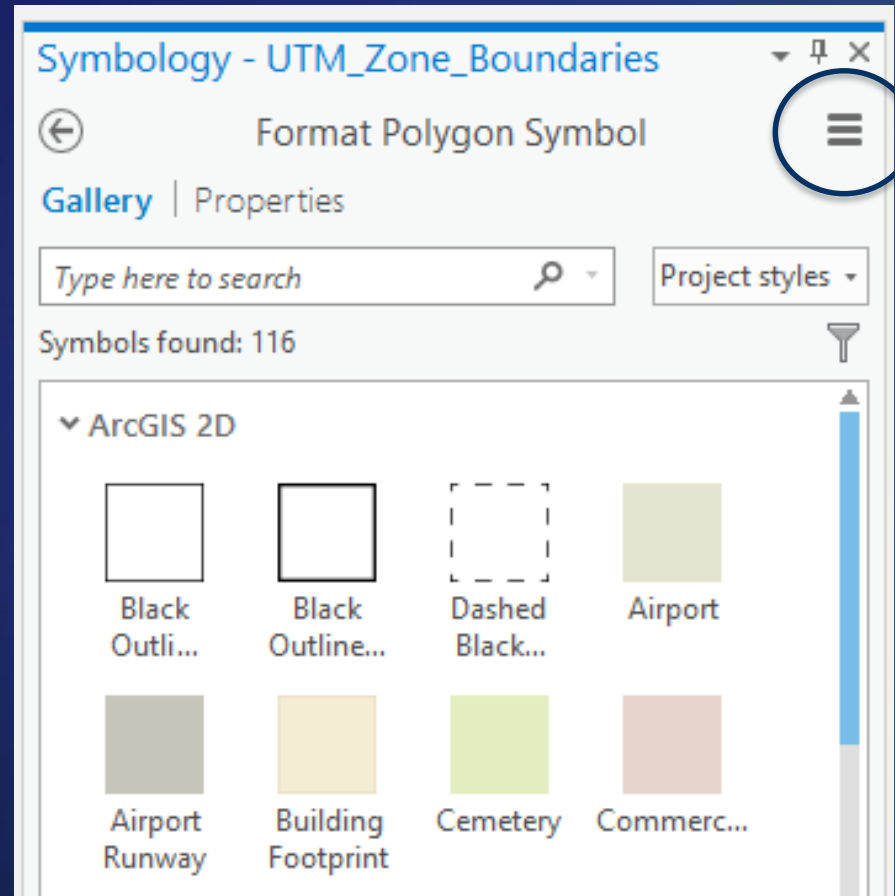 Symbology - UTM_Zone_Boundaries
Format Polygon Symbol
Gallery | Properties
Type here to search
Project styles
Symbols found: 116
ArcGIS 2D
Black Outli...
Black Outline...
Dashed Black...
Airport
Airport Runway
Building Footprint
Cemetery
Commerc...